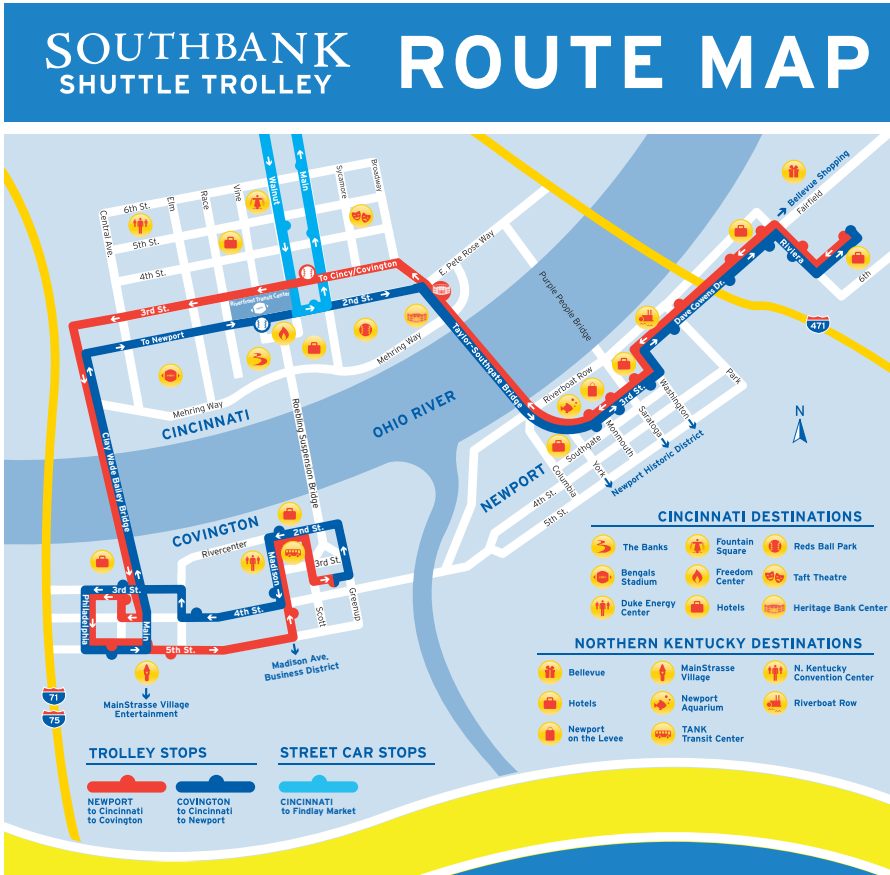 SOUTHBANK
SHUTTLE TROLLEY
ROUTE MAP
Walnut
Main
Sycamore
Broadway
Vine
Race
Elm
Central Ave.
6th St.
5th St.
4th St.
3rd St.
To Cincy/Covington
Riverfront Transit Center
2nd St.
To Newport
E. Pete Rose Way
Mehring Way
Mehring Way
CINCINNATI
OHIO RIVER
Purple People Bridge
Taylor-Southgate Bridge
Roebling Suspension Bridge
Clay Wade Bailey Bridge
Bellevue Shopping
Fairfield
Riviera
6th
Dave Cowens Dr.
471
Riverboat Row
3rd St.
Park
Washington
Saratoga
Monmouth
Southgate
York
Columbia
4th St.
5th St.
Newport Historic District
NEWPORT
N
COVINGTON
Rivercenter
2nd St.
3rd St.
Madison
Scott
Greenup
3rd St.
Philadelphia
Main
4th St.
5th St.
Madison Ave.
Business District
MainStrasse Village
Entertainment
71
75
CINCINNATI DESTINATIONS
The Banks
Fountain
Square
Reds Ball Park
Bengals
Stadium
Freedom
Center
Taft Theatre
Duke Energy
Center
Hotels
Heritage Bank Center
NORTHERN KENTUCKY DESTINATIONS
Bellevue
MainStrasse
Village
N. Kentucky
Convention Center
Hotels
Newport
Aquarium
Riverboat Row
Newport
on the Levee
TANK
Transit Center
TROLLEY STOPS
STREET CAR STOPS
NEWPORT
to Cincinnati
to Covington
COVINGTON
to Cincinnati
to Newport
CINCINNATI
to Findlay Market